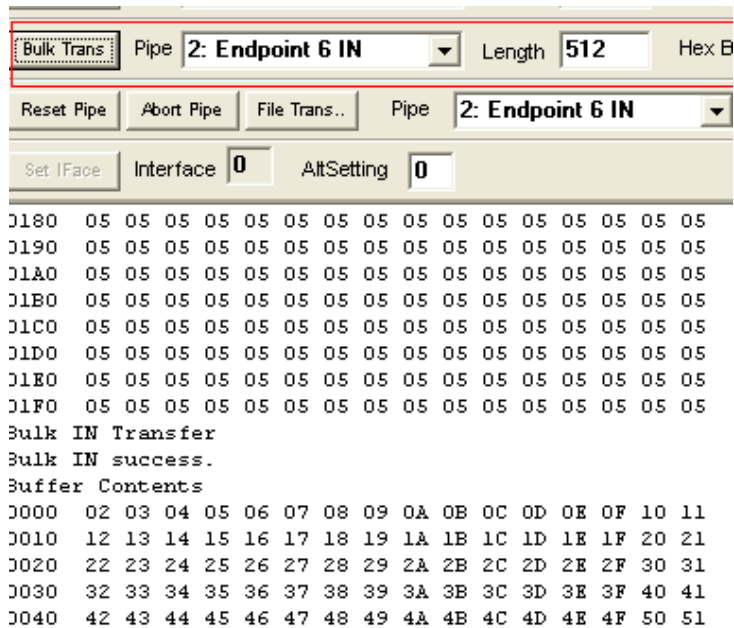 Bulk Trans Pipe 2: Endpoint 6 IN Length 512 Hex B
Reset Pipe Abort Pipe File Trans.. Pipe 2: Endpoint 6 IN
Set IFace Interface 0 AltSetting 0
0180 05 05 05 05 05 05 05 05 05 05 05 05 05 05 05 05
0190 05 05 05 05 05 05 05 05 05 05 05 05 05 05 05 05
01A0 05 05 05 05 05 05 05 05 05 05 05 05 05 05 05 05
01B0 05 05 05 05 05 05 05 05 05 05 05 05 05 05 05 05
01C0 05 05 05 05 05 05 05 05 05 05 05 05 05 05 05 05
01D0 05 05 05 05 05 05 05 05 05 05 05 05 05 05 05 05
01E0 05 05 05 05 05 05 05 05 05 05 05 05 05 05 05 05
01F0 05 05 05 05 05 05 05 05 05 05 05 05 05 05 05 05
Bulk IN Transfer
Bulk IN success.
Buffer Contents
0000 02 03 04 05 06 07 08 09 0A 0B 0C 0D 0E 0F 10 11
0010 12 13 14 15 16 17 18 19 1A 1B 1C 1D 1E 1F 20 21
0020 22 23 24 25 26 27 28 29 2A 2B 2C 2D 2E 2F 30 31
0030 32 33 34 35 36 37 38 39 3A 3B 3C 3D 3E 3F 40 41
0040 42 43 44 45 46 47 48 49 4A 4B 4C 4D 4E 4F 50 51